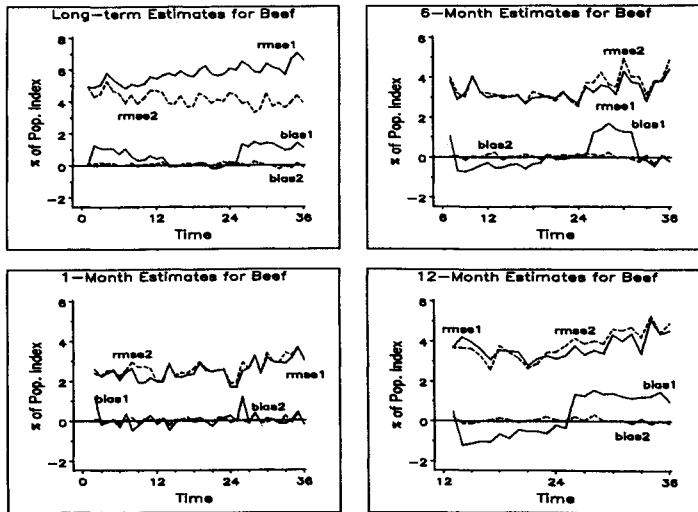 Long-term Estimates for Beef
% of Pop. Index
8
6
4
2
0
-2
rmse1
rmse2
bias1
bias2
0 12 24 36
Time
6-Month Estimates for Beef
% of Pop. Index
6
4
2
0
-2
rmse2
rmse1
bias1
bias2
6 12 18 24 30 36
Time
1-Month Estimates for Beef
% of Pop. Index
6
4
2
0
-2
rmse2
rmse1
bias1
bias2
0 12 24 36
Time
12-Month Estimates for Beef
% of Pop. Index
6
4
2
0
-2
rmse1
rmse2
bias1
bias2
12 24 36
Time